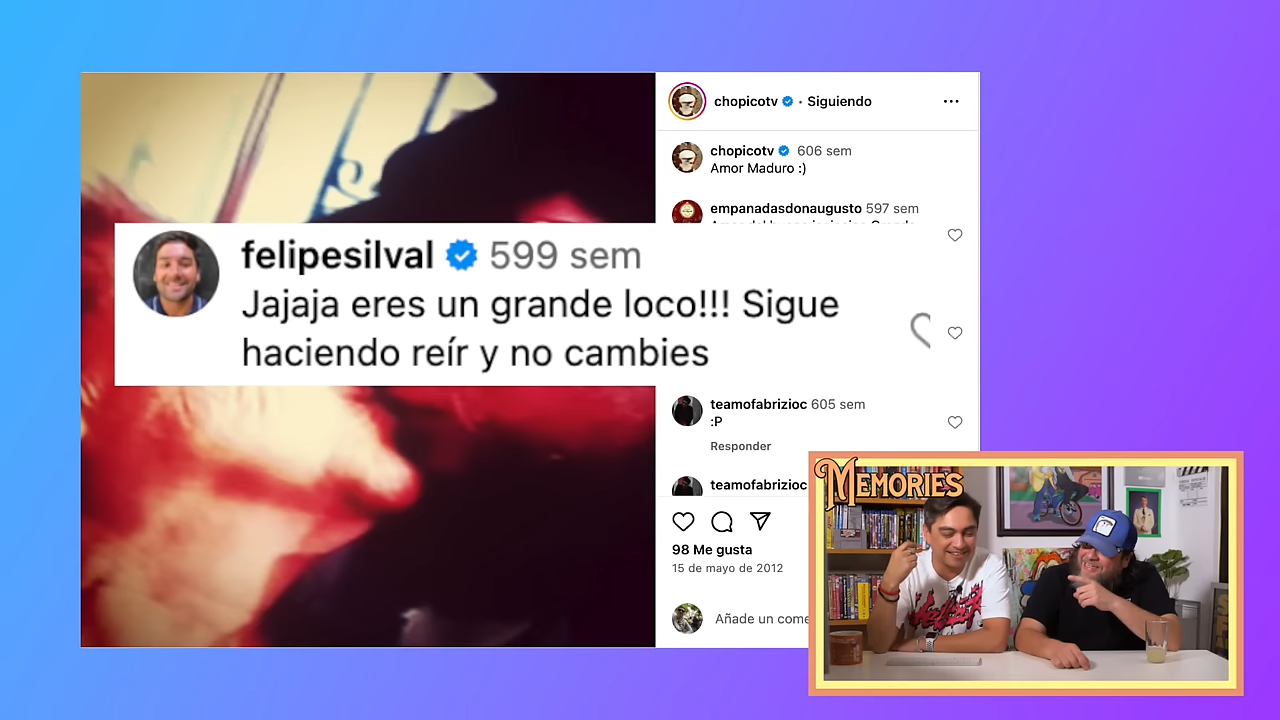 chopicotv • Siguiendo
chopicotv 606 sem
Amor Maduro :)
empanadasdonaugusto 597 sem
felipesilval 599 sem
Jajaja eres un grande loco!!! Sigue
haciendo reír y no cambies
teamofabrizioc 605 sem
:P
Responder
teamofabrizioc
98 Me gusta
15 de mayo de 2012
Añade un come
MEMORIES